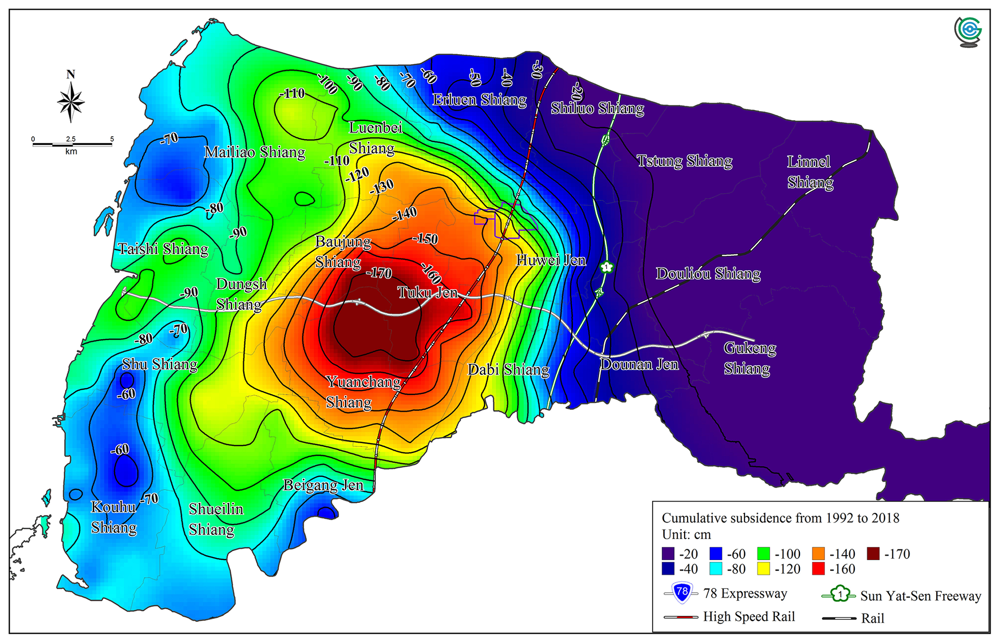 N
0 2.5 5
km
-30
-100
-90
-80
-70
-60
-50
-40
-20
-110
Erluen Shiang
Shiluo Shiang
Luenbei
Shiang
-70
Mailiao Shiang
-110
-120
-130
Tstung Shiang
Linnel
Shiang
-80
-140
-90
-150
Taishi Shiang
Baujung
Shiang
Huwei Jen
-170
-160
1
Douliou Shiang
Dungsh
Shiang
-90
Tuku Jen
-80
-70
Shu Shiang
Dabi Shiang
Dounan Jen
Gukeng
Shiang
Yuanchang
Shiang
-60
-60
Beigang Jen
-70
Kouhu
Shiang
Shueilin
Shiang
Cumulative subsidence from 1992 to 2018
Unit: cm
-20 -60 -100 -140 -170
-40 -80 -120 -160
78 78 Expressway 1 Sun Yat-Sen Freeway
High Speed Rail Rail